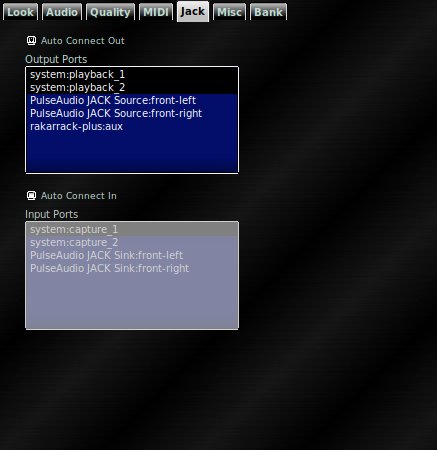 Look Audio Quality MIDI Jack Misc Bank
Auto Connect Out
Output Ports
system:playback_1
system:playback_2
PulseAudio JACK Source:front-left
PulseAudio JACK Source:front-right
rakarrack-plus:aux
Auto Connect In
Input Ports
system:capture_1
system:capture_2
PulseAudio JACK Sink:front-left
PulseAudio JACK Sink:front-right